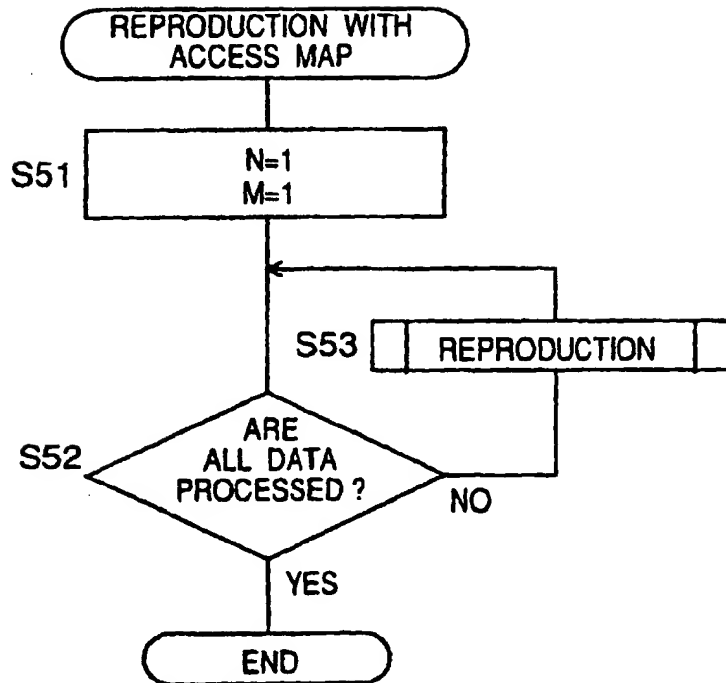 REPRODUCTION WITH
ACCESS MAP
S51
N=1
M=1
S53
REPRODUCTION
S52
ARE
ALL DATA
PROCESSED?
NO
YES
END